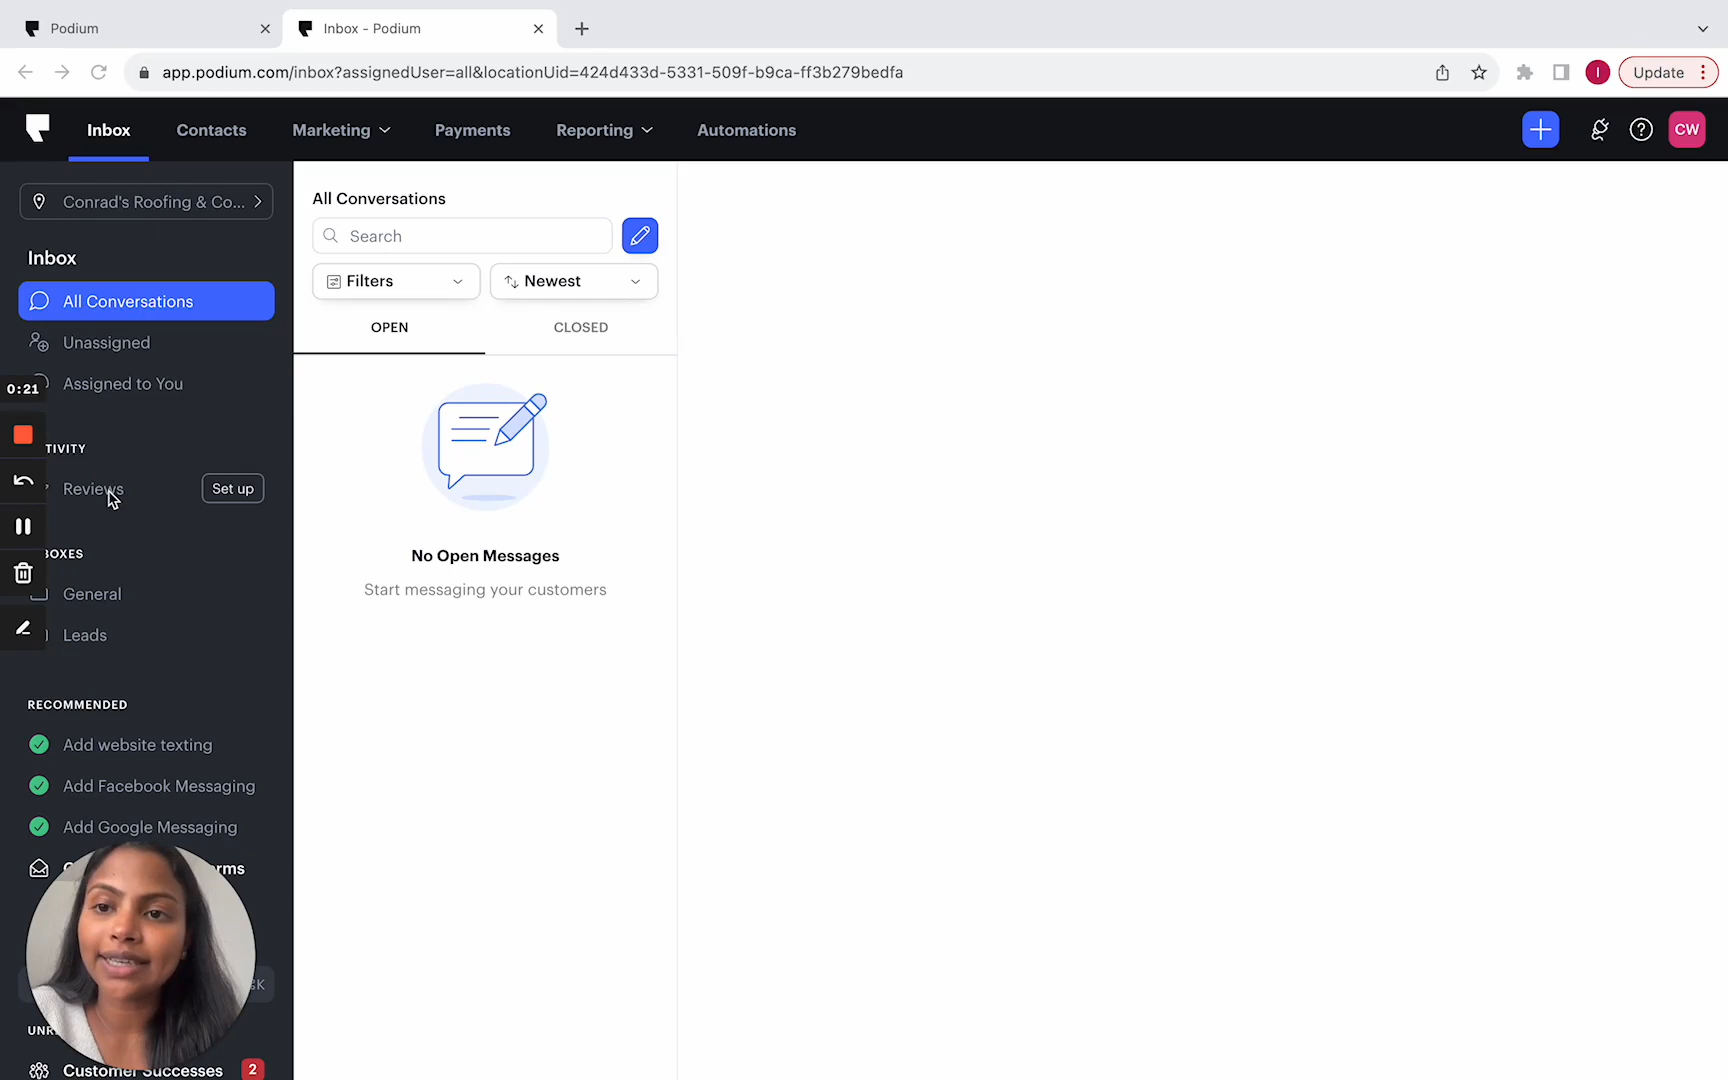 Podium
Inbox - Podium
app.podium.com/inbox?assignedUser=all&locationUid=424d433d-5331-509f-b9ca-ff3b279bedfa
I
Update
Inbox
Contacts
Marketing
Payments
Reporting
Automations
CW
Conrad's Roofing & Co...
Inbox
All Conversations
Unassigned
Assigned to You
0:21
TIVITY
Reviews
Set up
BOXES
General
Leads
RECOMMENDED
Add website texting
Add Facebook Messaging
Add Google Messaging
rms
K
UNR
Customer Successes
2
All Conversations
Search
Filters
Newest
OPEN
CLOSED
No Open Messages
Start messaging your customers